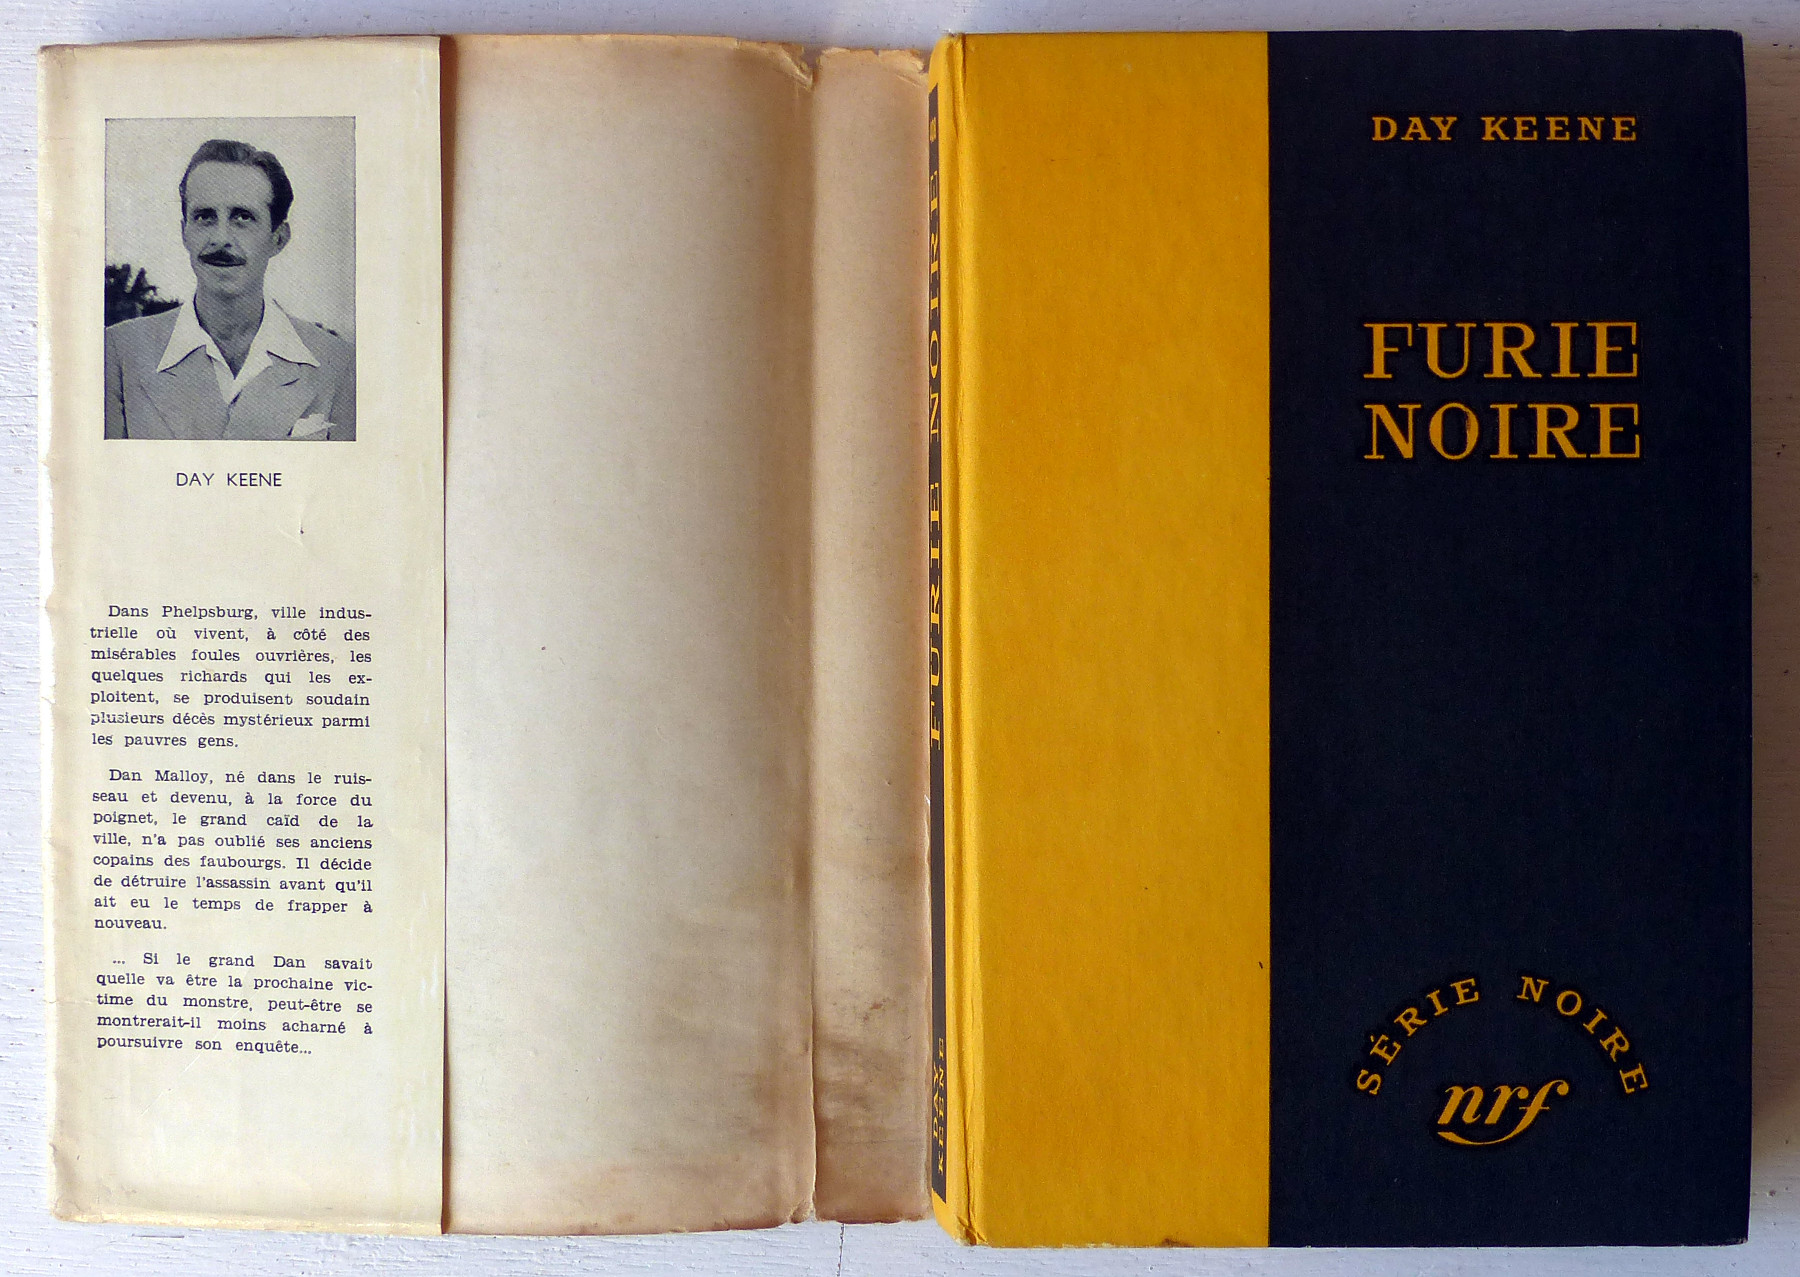 DAY KEENE
Dans Phelpsburg, ville indus-
trielle où vivent, à côté des
misérables foules ouvrières, les
quelques richards qui les ex-
ploitent, se produisent soudain
plusieurs décès mystérieux parmi
les pauvres gens.
Dan Malloy, né dans le ruis-
seau et devenu, à la force du
poignet, le grand caïd de la
ville, n'a pas oublié ses anciens
copains des faubourgs. Il décide
de détruire l'assassin avant qu'il
ait eu le temps de frapper à
nouveau.
... Si le grand Dan savait
quelle va être la prochaine vic-
time du monstre, peut-être se
montrerait-il moins acharné à
poursuivre son enquête...
DAY
KEENE
FURIE NOIRE
DAY KEENE
FURIE
NOIRE
SÉRIE NOIRE
nrf